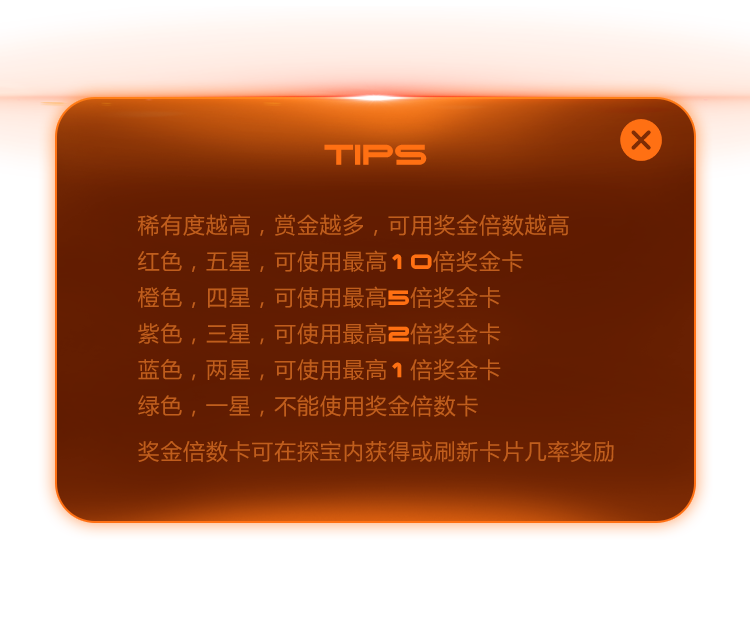 TIPS
稀有度越高，赏金越多，可用奖金倍数越高
红色，五星，可使用最高10倍奖金卡
橙色，四星，可使用最高5倍奖金卡
紫色，三星，可使用最高2倍奖金卡
蓝色，两星，可使用最高1倍奖金卡
绿色，一星，不能使用奖金倍数卡
奖金倍数卡可在探宝内获得或刷新卡片几率奖励